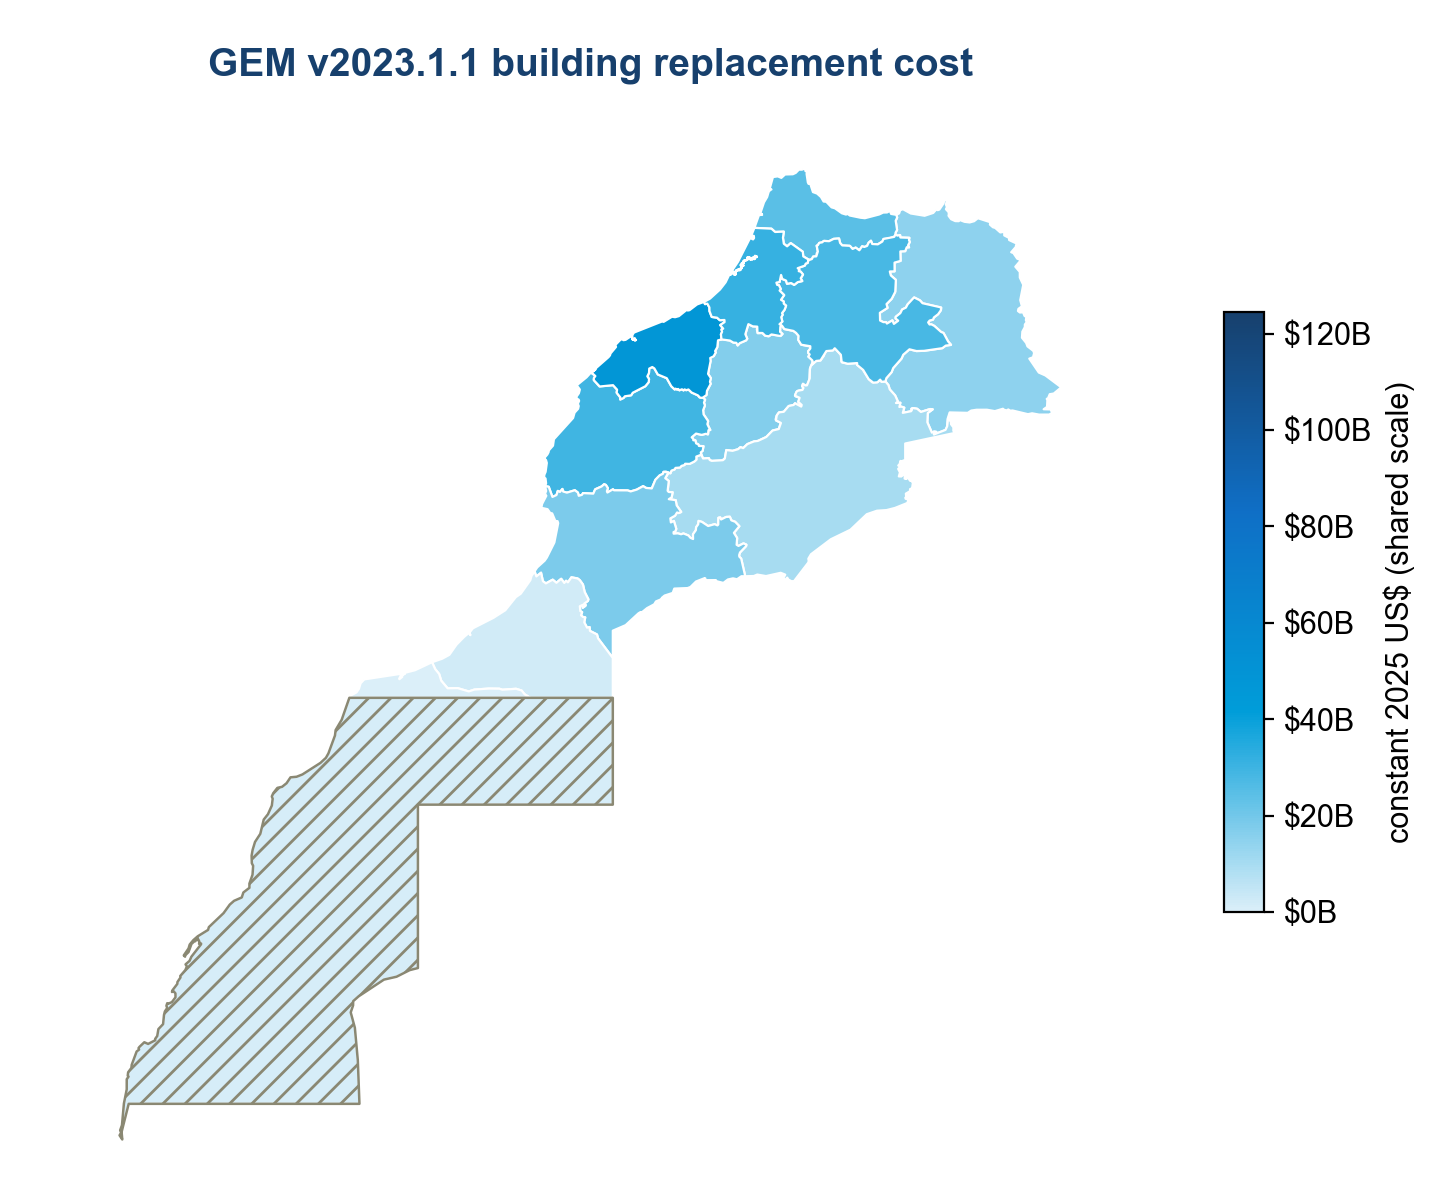 GEM v2023.1.1 building replacement cost
$120B
$100B
$80B
$60B
$40B
$20B
$0B
constant 2025 US$ (shared scale)